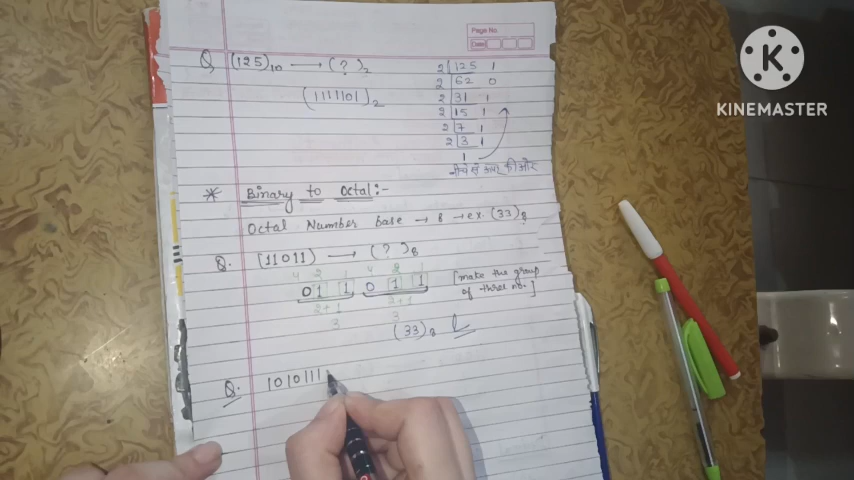 Page No.
Date
Q (125)10 → (?)2
(1111101)2
2 125 1
2 62 0
2 31 1
2 15 1
2 7 1
2 3 1
1
नीचे से ऊपर की ओर
* Binary to Octal:-
Octal Number base → 8 → ex. (33)8
Q. (11011) → (?)8
4 2 1 4 2 1
0 1 1 0 1 1
[make the group of three no.]
2+1 2+1
3 3
(33)8
Q. 1010111
K
KINEMASTER